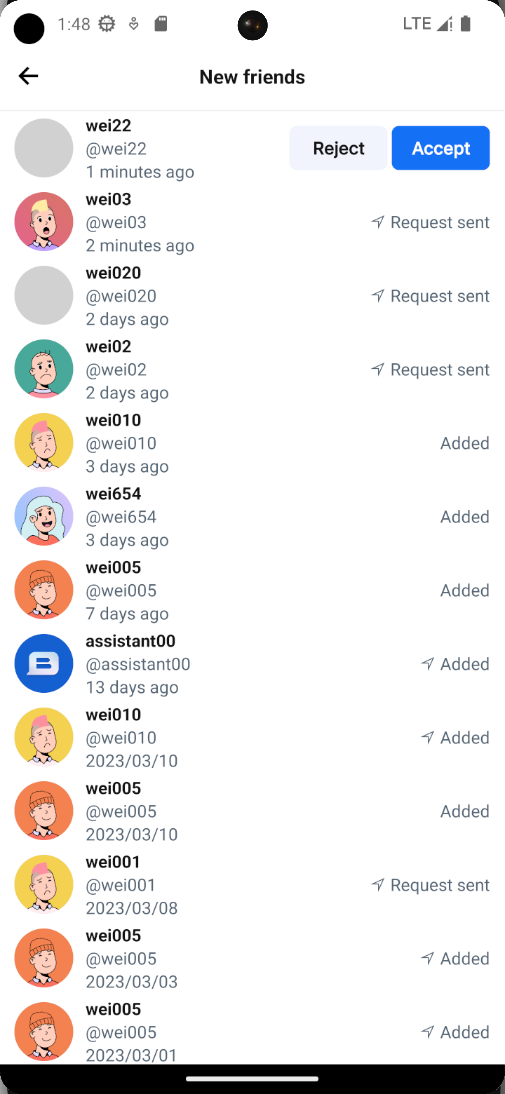 1:48
LTE
New friends
wei22
@wei22
1 minutes ago
Reject
Accept
wei03
@wei03
2 minutes ago
Request sent
wei020
@wei020
2 days ago
Request sent
wei02
@wei02
2 days ago
Request sent
wei010
@wei010
3 days ago
Added
wei654
@wei654
3 days ago
Added
wei005
@wei005
7 days ago
Added
assistant00
@assistant00
13 days ago
Added
wei010
@wei010
2023/03/10
Added
wei005
@wei005
2023/03/10
Added
wei001
@wei001
2023/03/08
Request sent
wei005
@wei005
2023/03/03
Added
wei005
@wei005
2023/03/01
Added